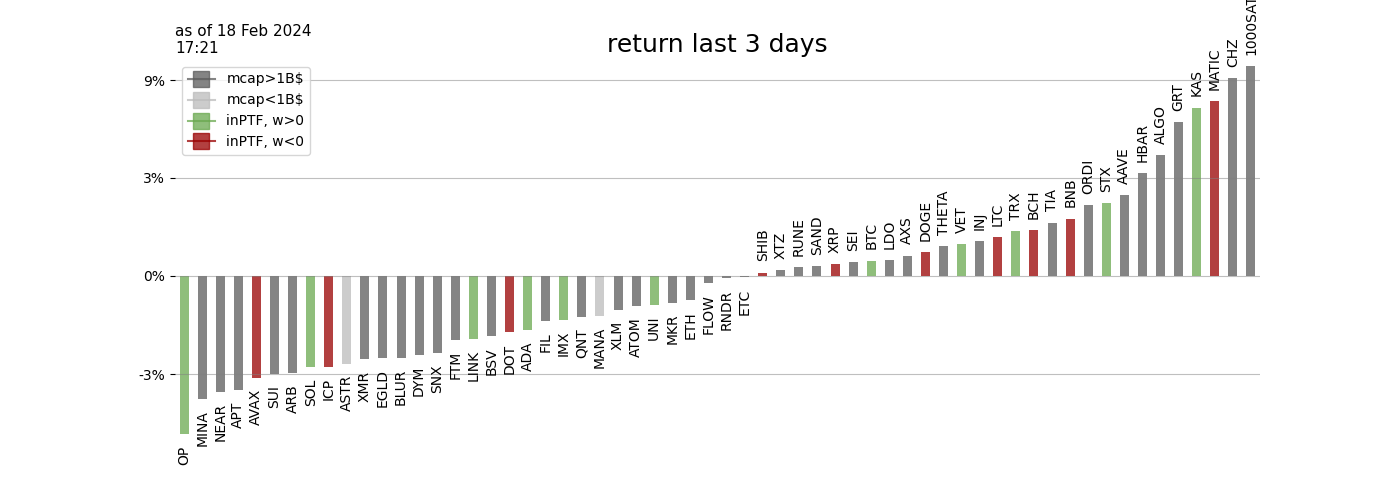 as of 18 Feb 2024
17:21
return last 3 days
mcap>1B$
mcap<1B$
inPTF, w>0
inPTF, w<0
9%
3%
0%
-3%
OP
MINA
NEAR
APT
AVAX
SUI
ARB
SOL
ICP
ASTR
XMR
EGLD
BLUR
DYM
SNX
FTM
LINK
BSV
DOT
ADA
FIL
IMX
QNT
MANA
XLM
ATOM
UNI
MKR
ETH
FLOW
RNDR
ETC
SHIB
XTZ
RUNE
SAND
XRP
SEI
BTC
LDO
AXS
DOGE
THETA
VET
INJ
LTC
TRX
BCH
TIA
BNB
ORDI
STX
AAVE
HBAR
ALGO
GRT
KAS
MATIC
CHZ
1000SAT